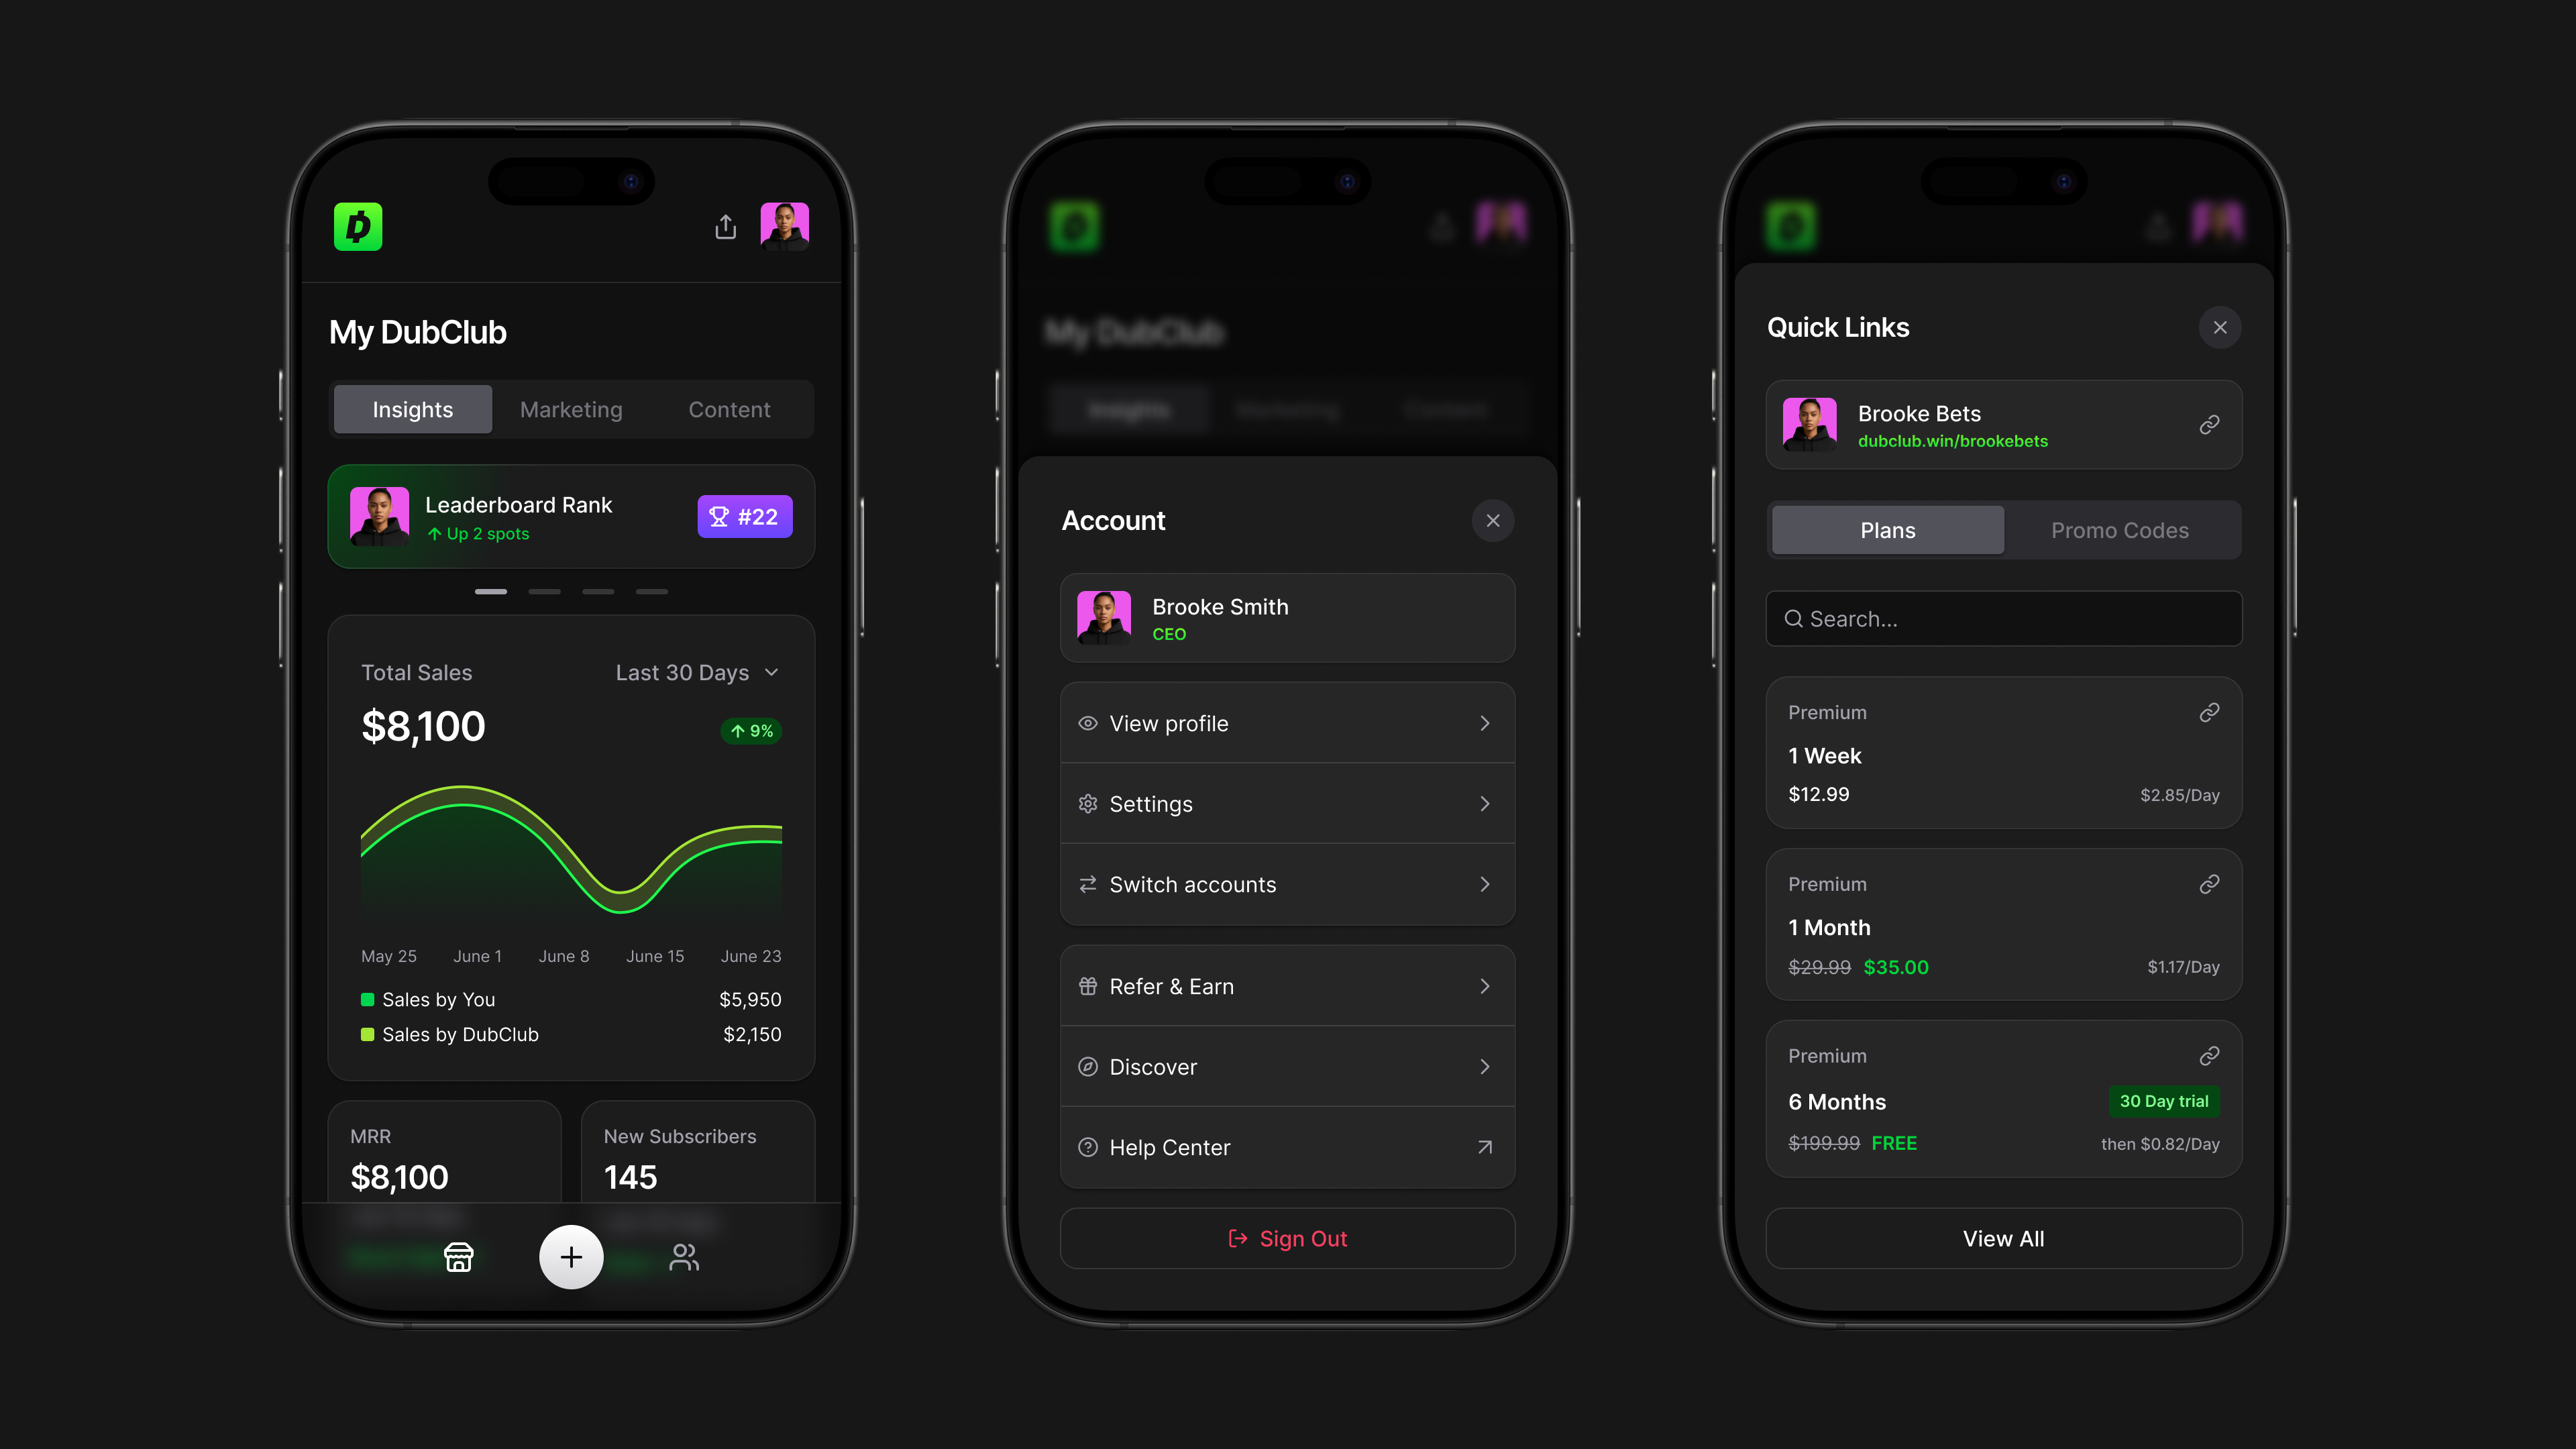 My DubClub
Insights
Marketing
Content
Leaderboard Rank
Up 2 spots
#22
Total Sales
Last 30 Days
$8,100
9%
May 25
June 1
June 8
June 15
June 23
Sales by You
$5,950
Sales by DubClub
$2,150
MRR
$8,100
New Subscribers
145
My DubClub
Insights
Marketing
Content
Account
Brooke Smith
CEO
View profile
Settings
Switch accounts
Refer & Earn
Discover
Help Center
Sign Out
Quick Links
Brooke Bets
dubclub.win/brookebets
Plans
Promo Codes
Search...
Premium
1 Week
$12.99
$2.85/Day
Premium
1 Month
$29.99 $35.00
$1.17/Day
Premium
6 Months
30 Day trial
$199.99 FREE
then $0.82/Day
View All